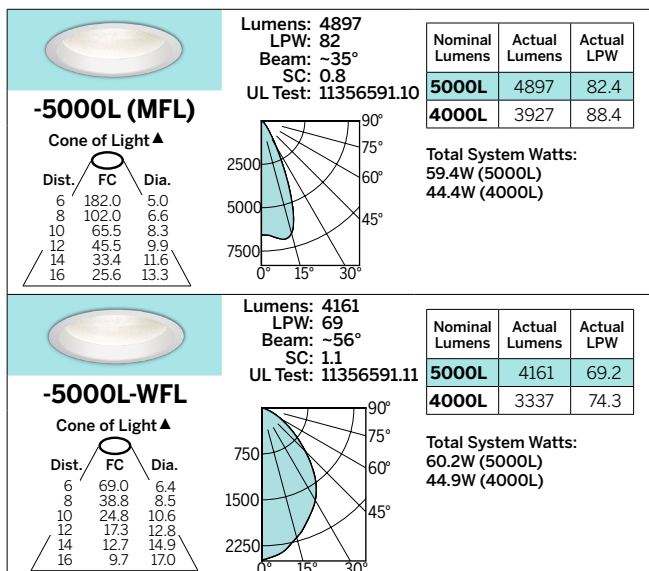 -5000L (MFL)
Cone of Light▲
Dist. FC Dia.
6 182.0 5.0
8 102.0 6.6
10 65.5 8.3
12 45.5 9.9
14 33.4 11.6
16 25.6 13.3
Lumens: 4897
LPW: 82
Beam: ~35°
SC: 0.8
UL Test: 11356591.10
90°
75°
60°
45°
2500
5000
7500
0° 15° 30°
Nominal Lumens Actual Lumens Actual LPW
5000L 4897 82.4
4000L 3927 88.4
Total System Watts:
59.4W (5000L)
44.4W (4000L)
-5000L-WFL
Cone of Light▲
Dist. FC Dia.
6 69.0 6.4
8 38.8 8.5
10 24.8 10.6
12 17.3 12.8
14 12.7 14.9
16 9.7 17.0
Lumens: 4161
LPW: 69
Beam: ~56°
SC: 1.1
UL Test: 11356591.11
90°
75°
60°
45°
750
1500
2250
0° 15° 30°
Nominal Lumens Actual Lumens Actual LPW
5000L 4161 69.2
4000L 3337 74.3
Total System Watts:
60.2W (5000L)
44.9W (4000L)